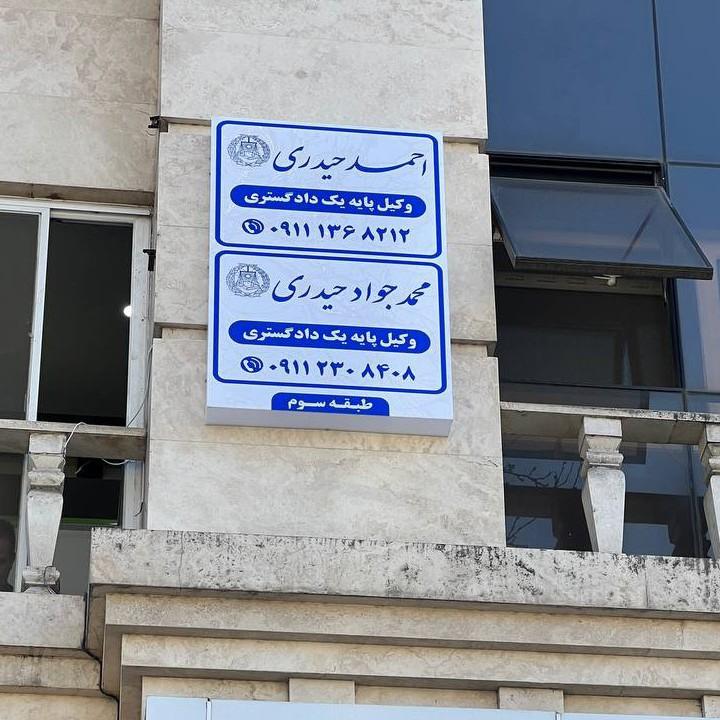 احمد حیدری
وکیل پایه یک دادگستری
۰۹۱۱ ۱۳۶ ۸۲۱۲
محمد جواد حیدری
وکیل پایه یک دادگستری
۰۹۱۱ ۲۳۰ ۸۴۰۸
طبقه سوم